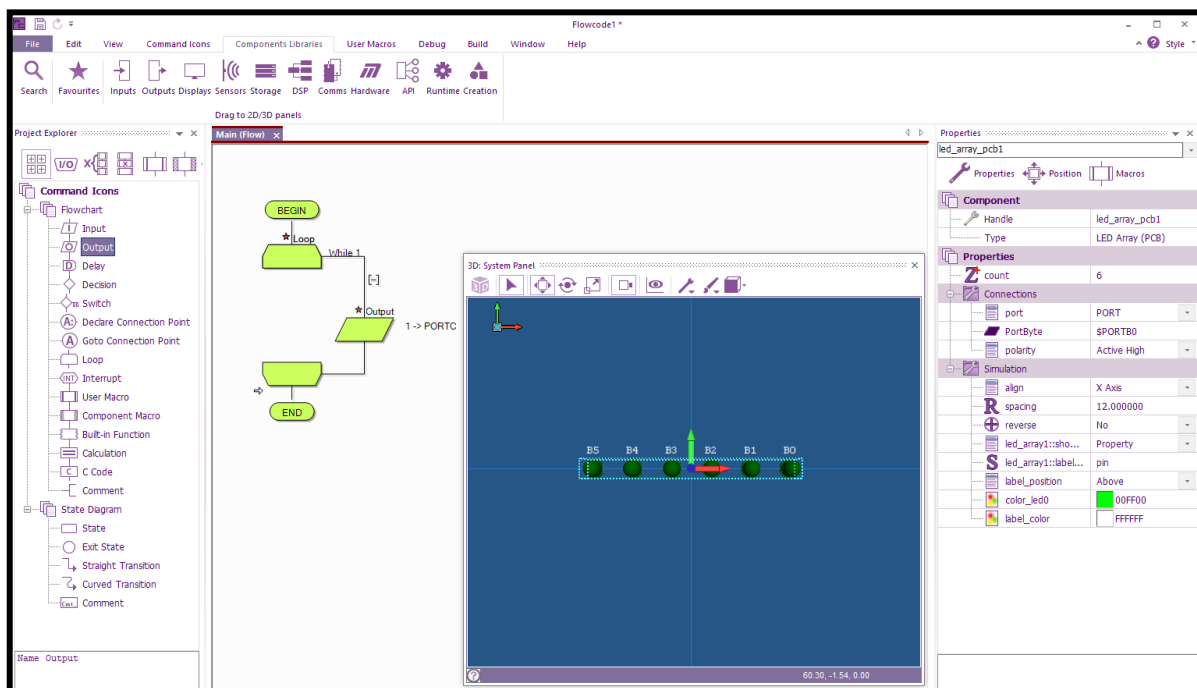 Flowcode1 *
File Edit View Command Icons Components Libraries User Macros Debug Build Window Help Style
Search Favourites Inputs Outputs Displays Sensors Storage DSP Comms Hardware API Runtime Creation
Drag to 2D/3D panels
Project Explorer
I/O
Command Icons
Flowchart
Input
Output
Delay
Decision
Switch
Declare Connection Point
Goto Connection Point
Loop
Interrupt
User Macro
Component Macro
Built-in Function
Calculation
C Code
Comment
State Diagram
State
Exit State
Straight Transition
Curved Transition
Comment
Name Output
Main (Flow)
BEGIN
Loop
While 1
Output
1 -> PORTC
END
3D: System Panel
B5 B4 B3 B2 B1 B0
60.30, -1.54, 0.00
Properties
led_array_pcb1
Properties Position Macros
Component
Handle led_array_pcb1
Type LED Array (PCB)
Properties
count 6
Connections
port PORT
PortByte $PORTB0
polarity Active High
Simulation
align X Axis
spacing 12.000000
reverse No
led_array1::sho... Property
led_array1::label... pin
label_position Above
color_led0 00FF00
label_color FFFFFF